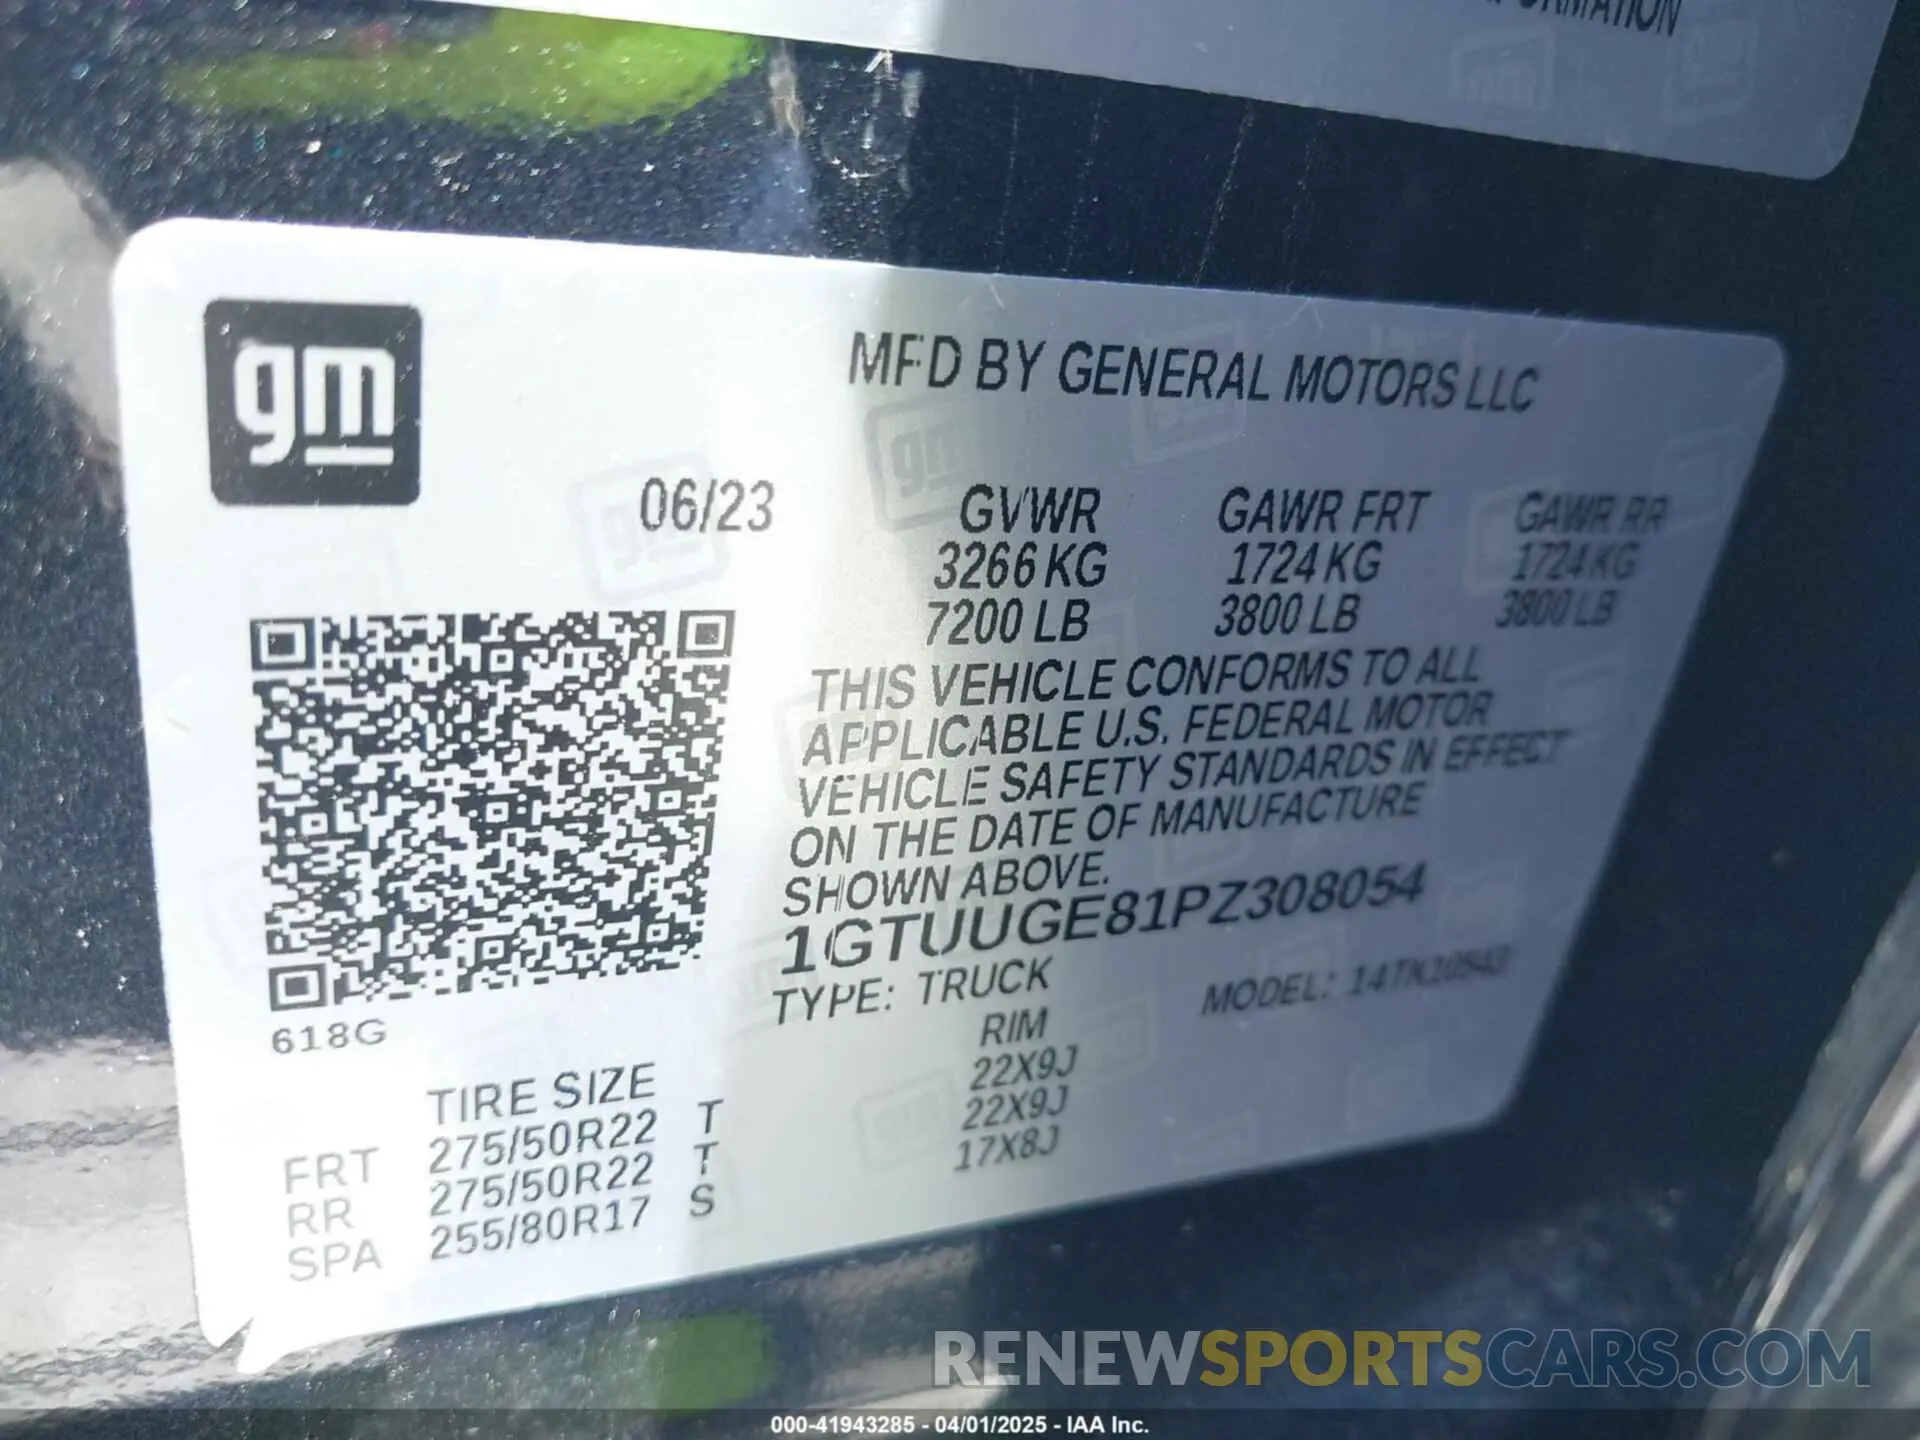 gm
MFD BY GENERAL MOTORS LLC
06/23 GVWR GAWR FRT GAWR RR
3266 KG 1724 KG 1724 KG
7200 LB 3800 LB 3800 LB
THIS VEHICLE CONFORMS TO ALL
APPLICABLE U.S. FEDERAL MOTOR
VEHICLE SAFETY STANDARDS IN EFFECT
ON THE DATE OF MANUFACTURE
SHOWN ABOVE.
1GTUUGE81PZ308054
TYPE: TRUCK MODEL: 14TK10543
618G
TIRE SIZE RIM
FRT 275/50R22 T 22X9J
RR 275/50R22 T 22X9J
SPA 255/80R17 S 17X8J
RENEWSPORTSCARS.COM
000-41943285 - 04/01/2025 - IAA Inc.